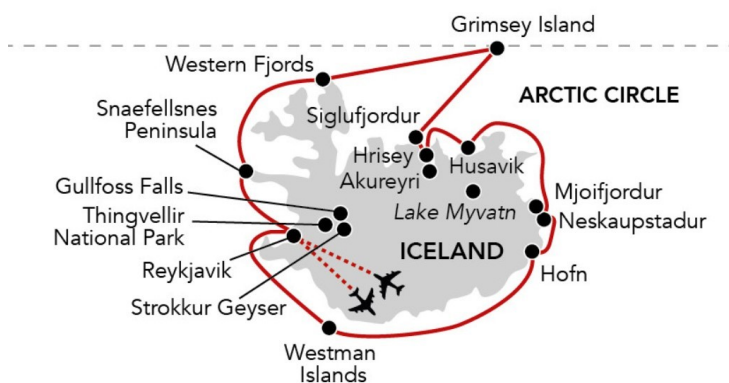 Grimsey Island
Western Fjords
ARCTIC CIRCLE
Snaefellsnes
Peninsula
Siglufjordur
Hrisey
Husavik
Akureyri
Gullfoss Falls
Mjoifjordur
Lake Myvatn
Thingvellir
National Park
Neskaupstadur
ICELAND
Reykjavik
Hofn
Strokkur Geyser
Westman
Islands